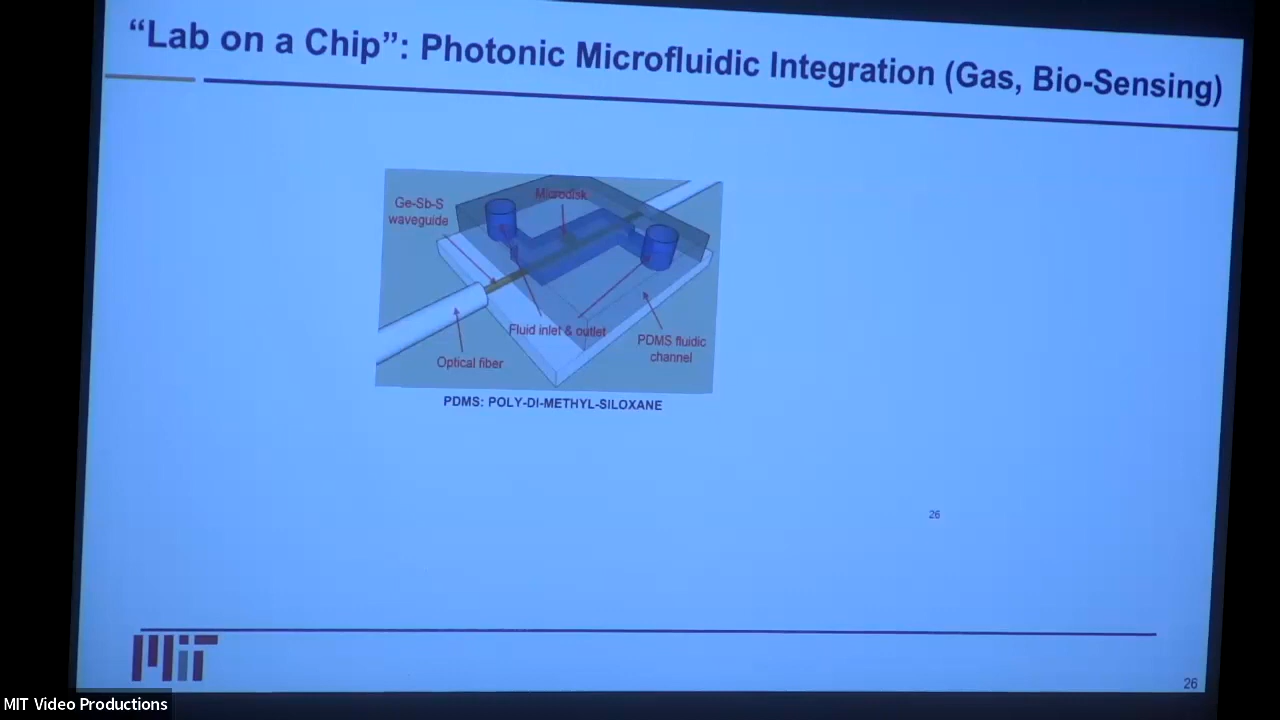 “Lab on a Chip”: Photonic Microfluidic Integration (Gas, Bio-Sensing)
Microdisk
Ge-Sb-S
waveguide
Fluid inlet & outlet
PDMS fluidic
channel
Optical fiber
PDMS: POLY-DI-METHYL-SILOXANE
26
MIT
26
MIT Video Productions